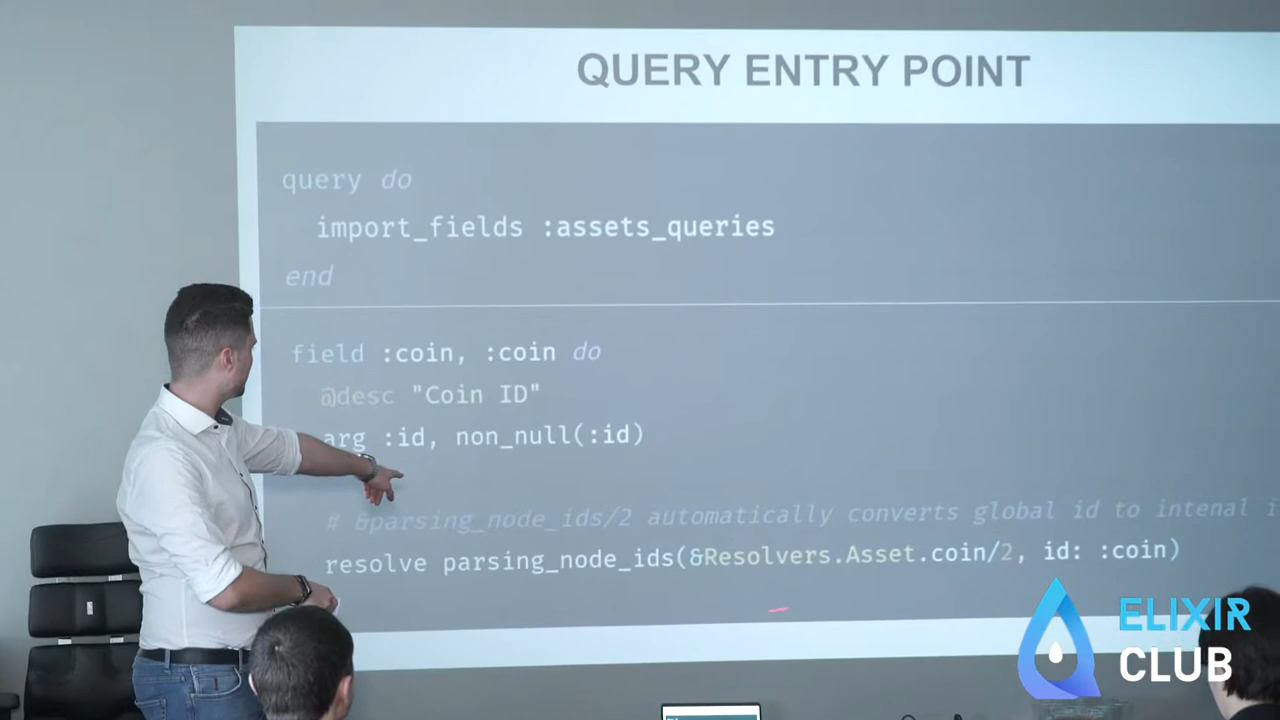 QUERY ENTRY POINT
query do
import_fields :assets_queries
end
field :coin, :coin do
@desc "Coin ID"
arg :id, non_null(:id)
# &parsing_node_ids/2 automatically converts global id to intenal i
resolve parsing_node_ids(&Resolvers.Asset.coin/2, id: :coin)
ELIXIR
CLUB